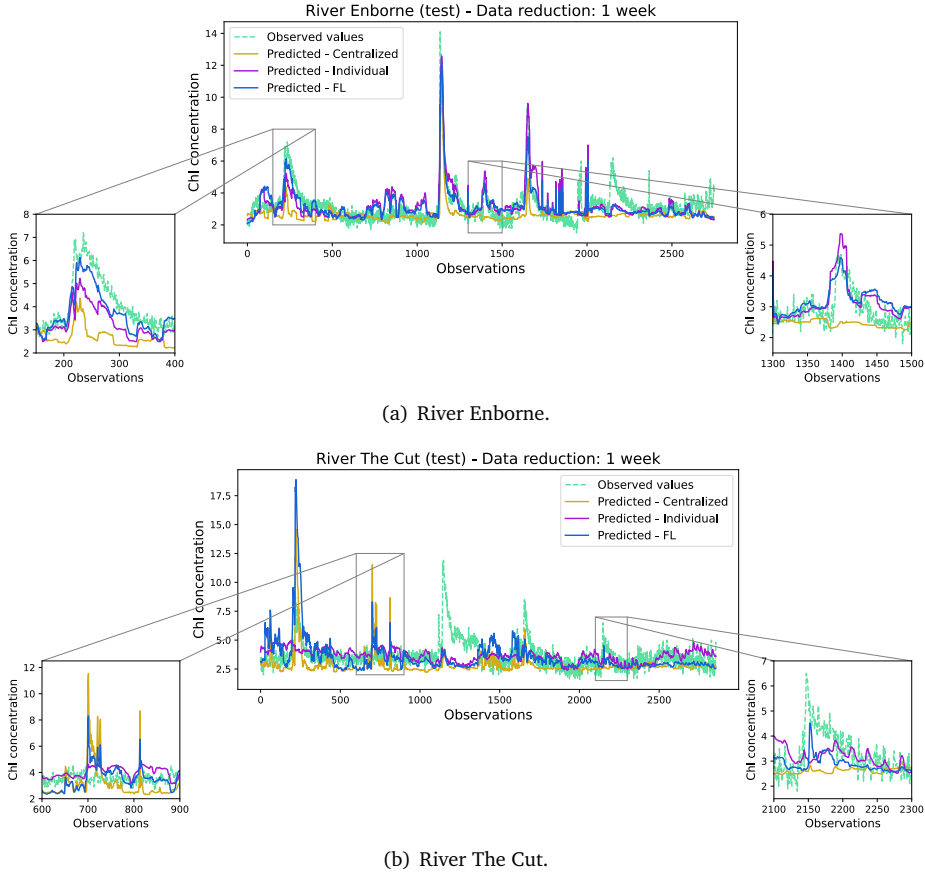 River Enborne (test) - Data reduction: 1 week
Observed values
Predicted - Centralized
Predicted - Individual
Predicted - FL
Chl concentration
14
12
10
8
6
4
2
0 500 1000 1500 2000 2500
Observations
Chl concentration
8
7
6
5
4
3
2
200 300 400
Observations
Chl concentration
6
5
4
3
2
1300 1350 1400 1450 1500
Observations
(a) River Enborne.
River The Cut (test) - Data reduction: 1 week
Observed values
Predicted - Centralized
Predicted - Individual
Predicted - FL
Chl concentration
17.5
15.0
12.5
10.0
7.5
5.0
2.5
0 500 1000 1500 2000 2500
Observations
Chl concentration
12
10
8
6
4
2
600 700 800 900
Observations
Chl concentration
7
6
5
4
3
2
2100 2150 2200 2250 2300
Observations
(b) River The Cut.